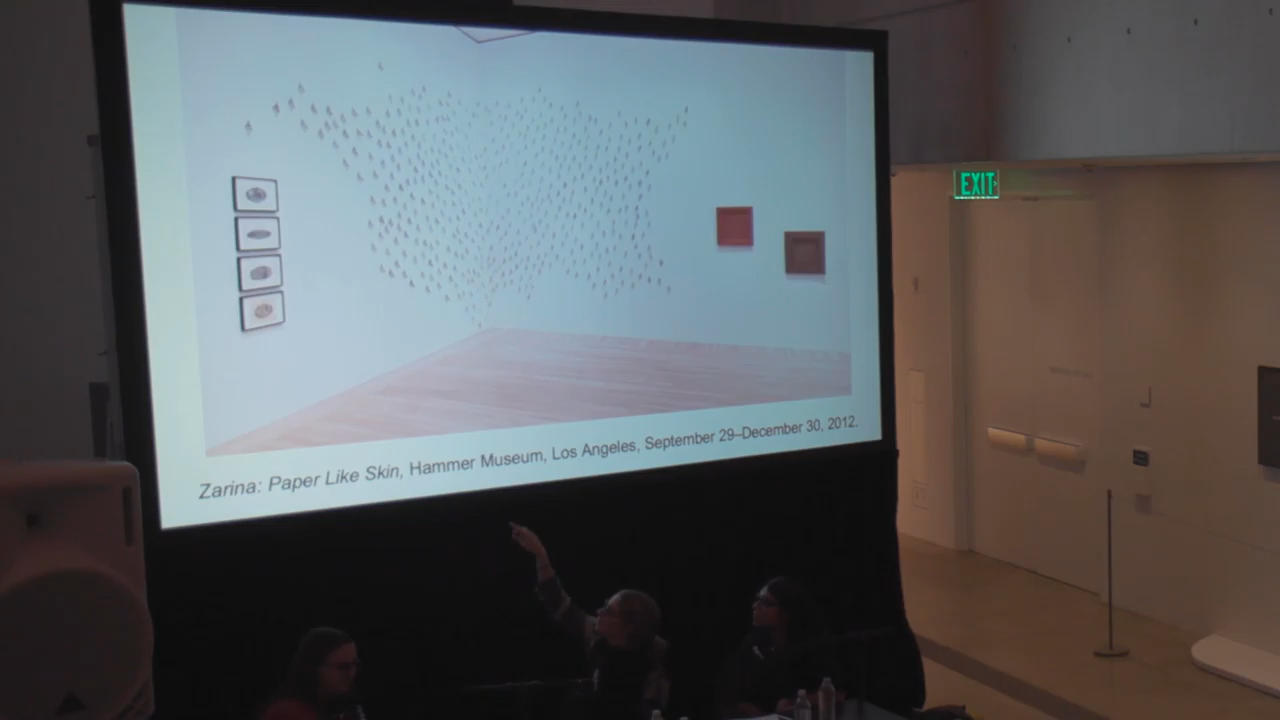 EXIT
Zarina: Paper Like Skin, Hammer Museum, Los Angeles, September 29–December 30, 2012.